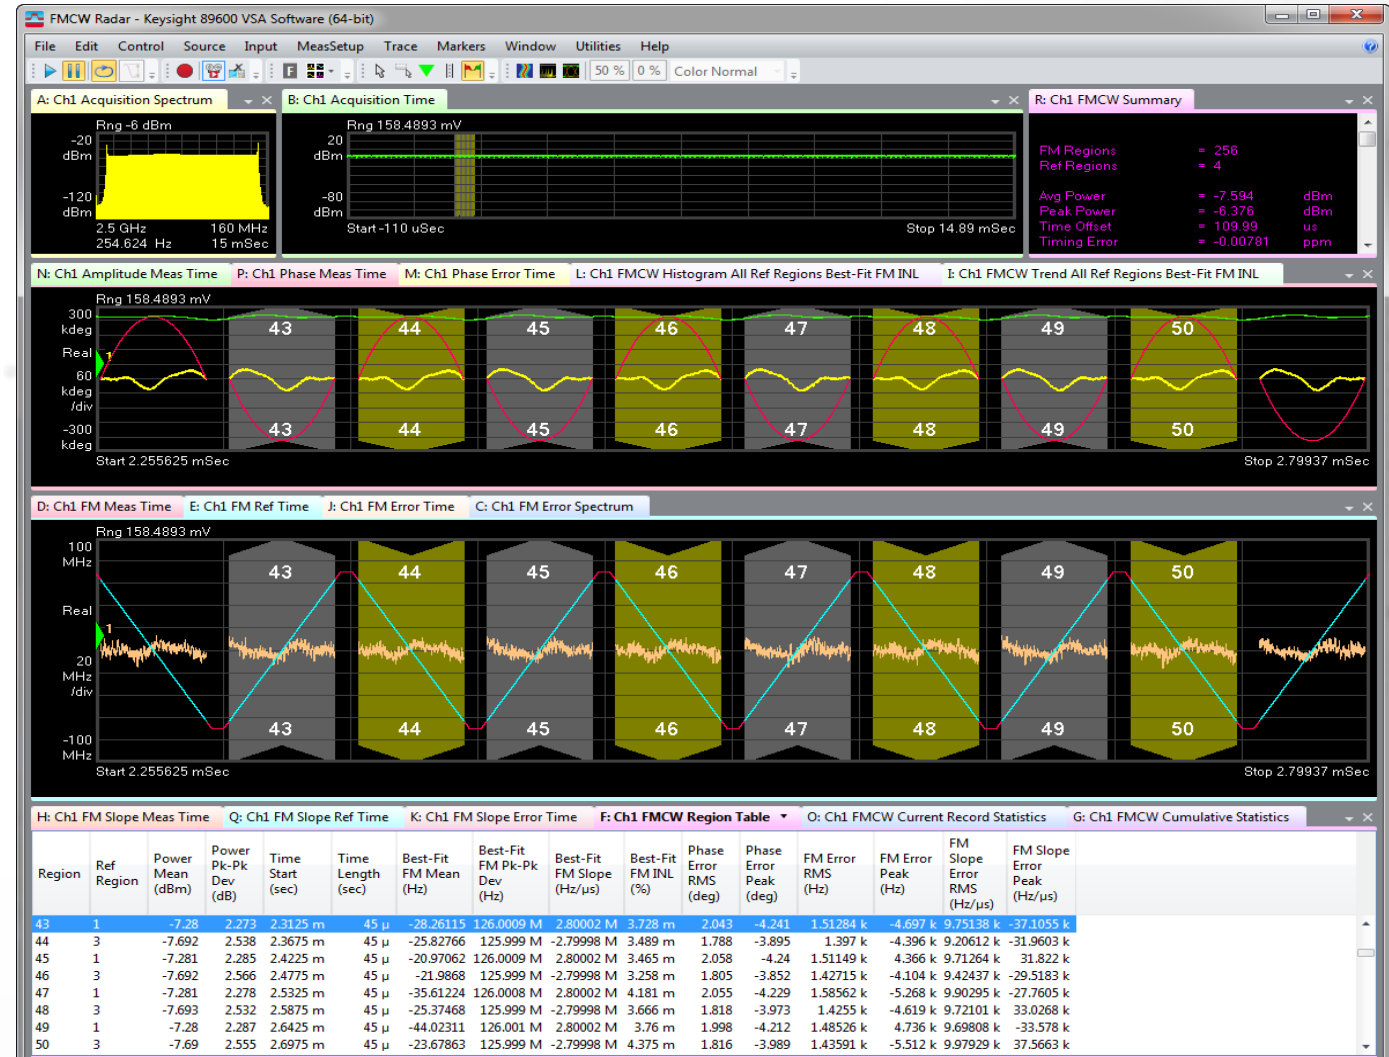 FMCW Radar - Keysight 89600 VSA Software (64-bit)
File Edit Control Source Input MeasSetup Trace Markers Window Utilities Help
50 % 0 % Color Normal
A: Ch1 Acquisition Spectrum
Rng -6 dBm
-20
dBm
-120
dBm
2.5 GHz 160 MHz
254.624 Hz 15 mSec
B: Ch1 Acquisition Time
Rng 158.4893 mV
20
dBm
-80
dBm
Start -110 uSec Stop 14.89 mSec
R: Ch1 FMCW Summary
FM Regions = 256
Ref Regions = 4
Avg Power = -7.594 dBm
Peak Power = -6.376 dBm
Time Offset = 109.99 us
Timing Error = -0.00781 ppm
N: Ch1 Amplitude Meas Time P: Ch1 Phase Meas Time M: Ch1 Phase Error Time L: Ch1 FMCW Histogram All Ref Regions Best-Fit FM INL I: Ch1 FMCW Trend All Ref Regions Best-Fit FM INL
Rng 158.4893 mV
300
kdeg
Real
60
kdeg
/div
-300
kdeg
1
43 44 45 46 47 48 49 50
43 44 45 46 47 48 49 50
Start 2.255625 mSec Stop 2.79937 mSec
D: Ch1 FM Meas Time E: Ch1 FM Ref Time J: Ch1 FM Error Time C: Ch1 FM Error Spectrum
Rng 158.4893 mV
100
MHz
Real
1
20
MHz
/div
-100
MHz
43 44 45 46 47 48 49 50
43 44 45 46 47 48 49 50
Start 2.255625 mSec Stop 2.79937 mSec
H: Ch1 FM Slope Meas Time Q: Ch1 FM Slope Ref Time K: Ch1 FM Slope Error Time F: Ch1 FMCW Region Table O: Ch1 FMCW Current Record Statistics G: Ch1 FMCW Cumulative Statistics
Region Ref Region Power Mean (dBm) Power Pk-Pk Dev (dB) Time Start (sec) Time Length (sec) Best-Fit FM Mean (Hz) Best-Fit FM Pk-Pk Dev (Hz) Best-Fit FM Slope (Hz/µs) Best-Fit FM INL (%) Phase Error RMS (deg) Phase Error Peak (deg) FM Error RMS (Hz) FM Error Peak (Hz) FM Slope Error RMS (Hz/µs) FM Slope Error Peak (Hz/µs)
43 1 -7.28 2.273 2.3125 m 45 µ -28.26115 126.0009 M 2.80002 M 3.728 m 2.043 -4.241 1.51284 k -4.697 k 9.75138 k -37.1055 k
44 3 -7.692 2.538 2.3675 m 45 µ -25.82766 125.999 M -2.79998 M 3.489 m 1.788 -3.895 1.397 k -4.396 k 9.20612 k -31.9603 k
45 1 -7.281 2.285 2.4225 m 45 µ -20.97062 126.0009 M 2.80002 M 3.465 m 2.058 -4.24 1.51149 k 4.366 k 9.71264 k 31.822 k
46 3 -7.692 2.566 2.4775 m 45 µ -21.9868 125.999 M -2.79998 M 3.258 m 1.805 -3.852 1.42715 k -4.104 k 9.42437 k -29.5183 k
47 1 -7.281 2.278 2.5325 m 45 µ -35.61224 126.0008 M 2.80002 M 4.181 m 2.055 -4.229 1.58562 k -5.268 k 9.90295 k -27.7605 k
48 3 -7.693 2.532 2.5875 m 45 µ -25.37468 125.999 M -2.79998 M 3.666 m 1.818 -3.973 1.4255 k -4.619 k 9.72101 k 33.0268 k
49 1 -7.28 2.287 2.6425 m 45 µ -44.02311 126.001 M 2.80002 M 3.76 m 1.998 -4.212 1.48526 k 4.736 k 9.69808 k -33.578 k
50 3 -7.69 2.555 2.6975 m 45 µ -23.67863 125.999 M -2.79998 M 4.375 m 1.816 -3.989 1.43591 k -5.512 k 9.97929 k 37.5663 k